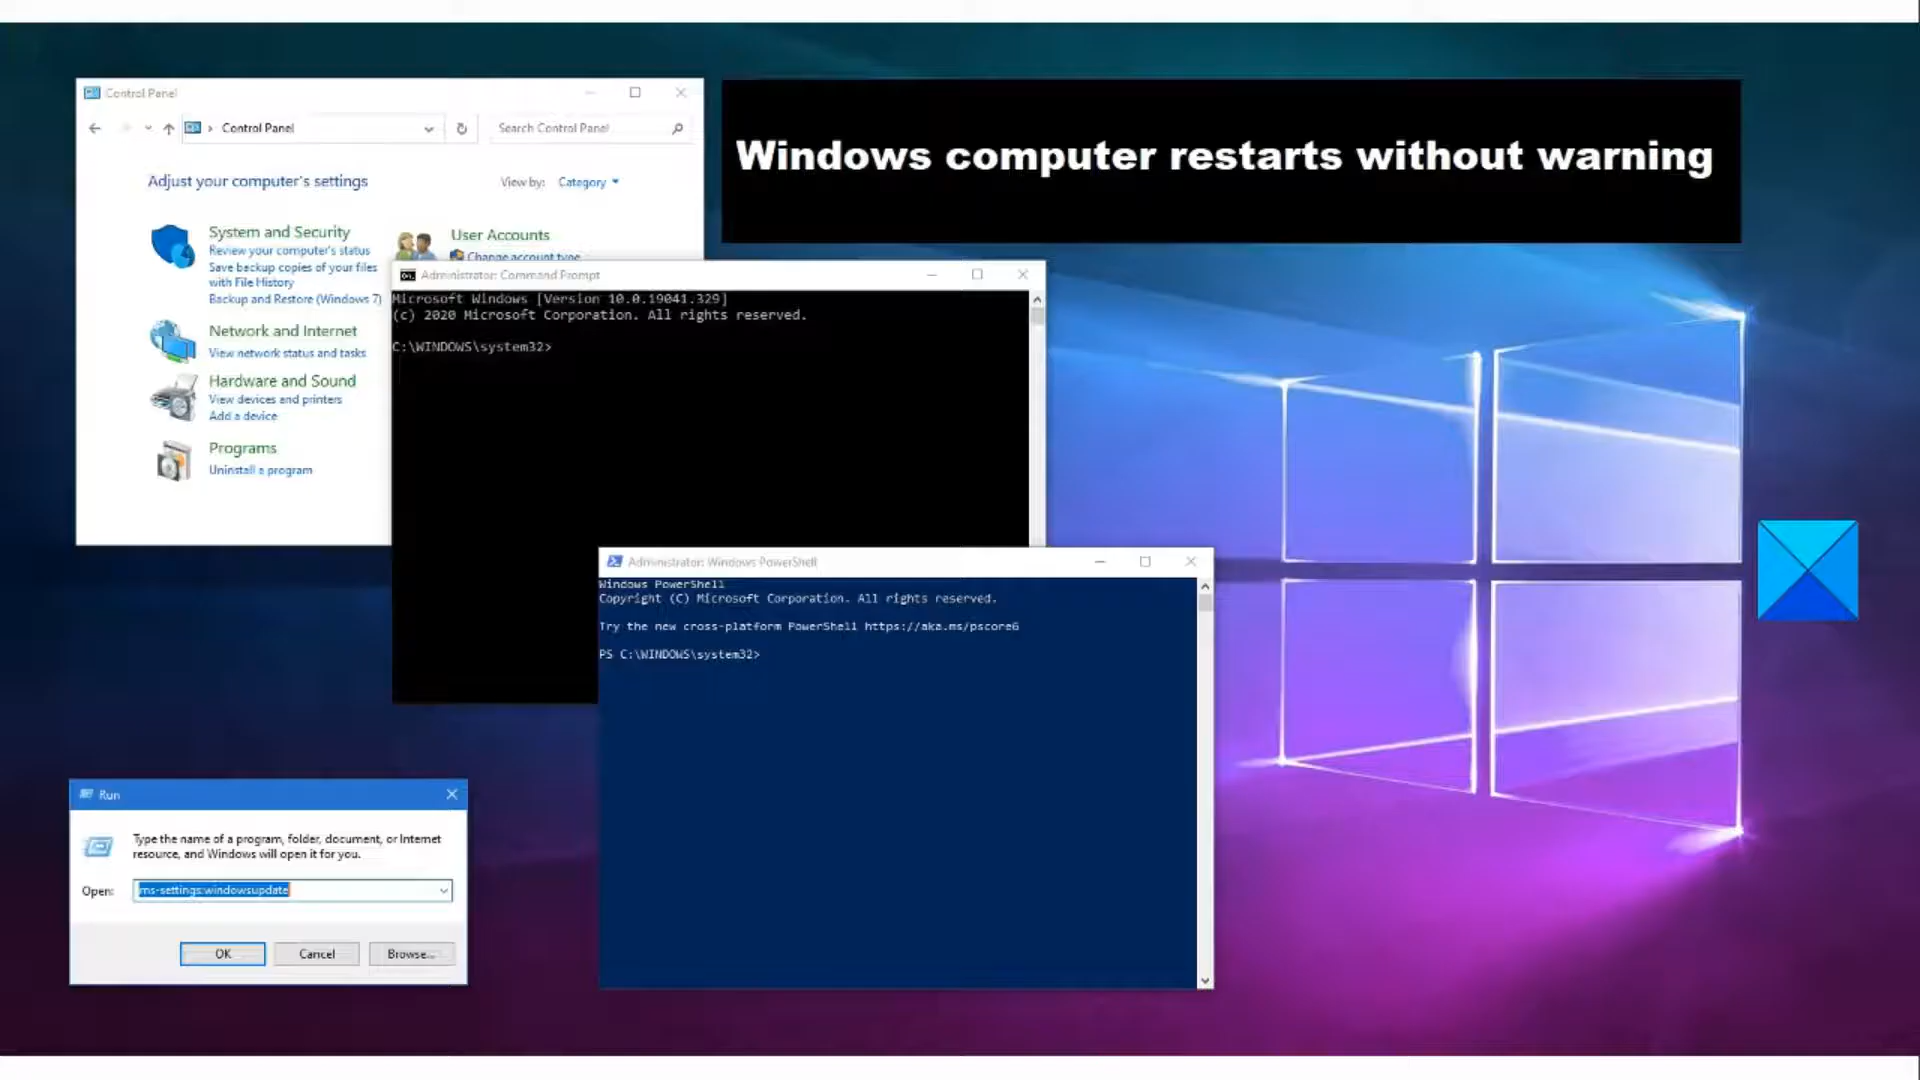 Control Panel
Control Panel
Search Control Panel
Windows computer restarts without warning
Adjust your computer's settings
View by: Category
System and Security
Review your computer's status
Save backup copies of your files
with File History
Backup and Restore (Windows 7)
User Accounts
Change account type
Network and Internet
View network status and tasks
Hardware and Sound
View devices and printers
Add a device
Programs
Uninstall a program
Administrator: Command Prompt
Microsoft Windows [Version 10.0.19041.329]
(c) 2020 Microsoft Corporation. All rights reserved.
C:\WINDOWS\system32>
Administrator: Windows PowerShell
Windows PowerShell
Copyright (C) Microsoft Corporation. All rights reserved.
Try the new cross-platform PowerShell https://aka.ms/pscore6
PS C:\WINDOWS\system32>
Run
Type the name of a program, folder, document, or Internet
resource, and Windows will open it for you.
Open: ms-settings:windowsupdate
OK Cancel Browse...